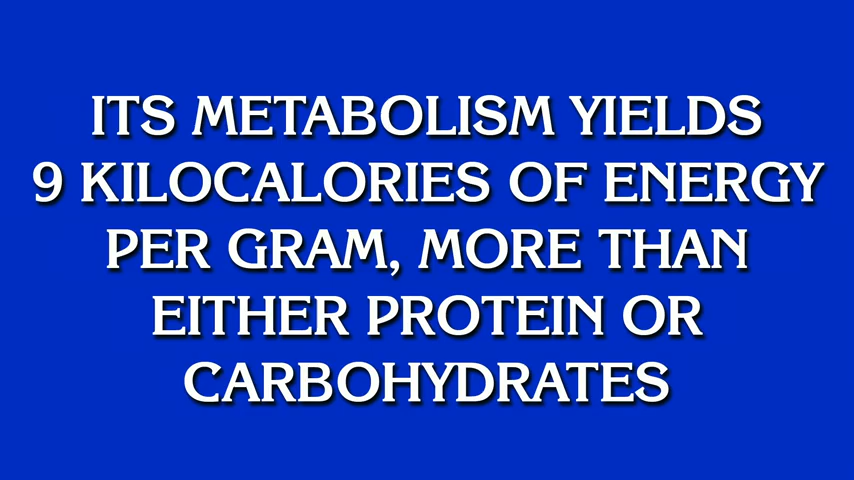 ITS METABOLISM YIELDS
9 KILOCALORIES OF ENERGY
PER GRAM, MORE THAN
EITHER PROTEIN OR
CARBOHYDRATES